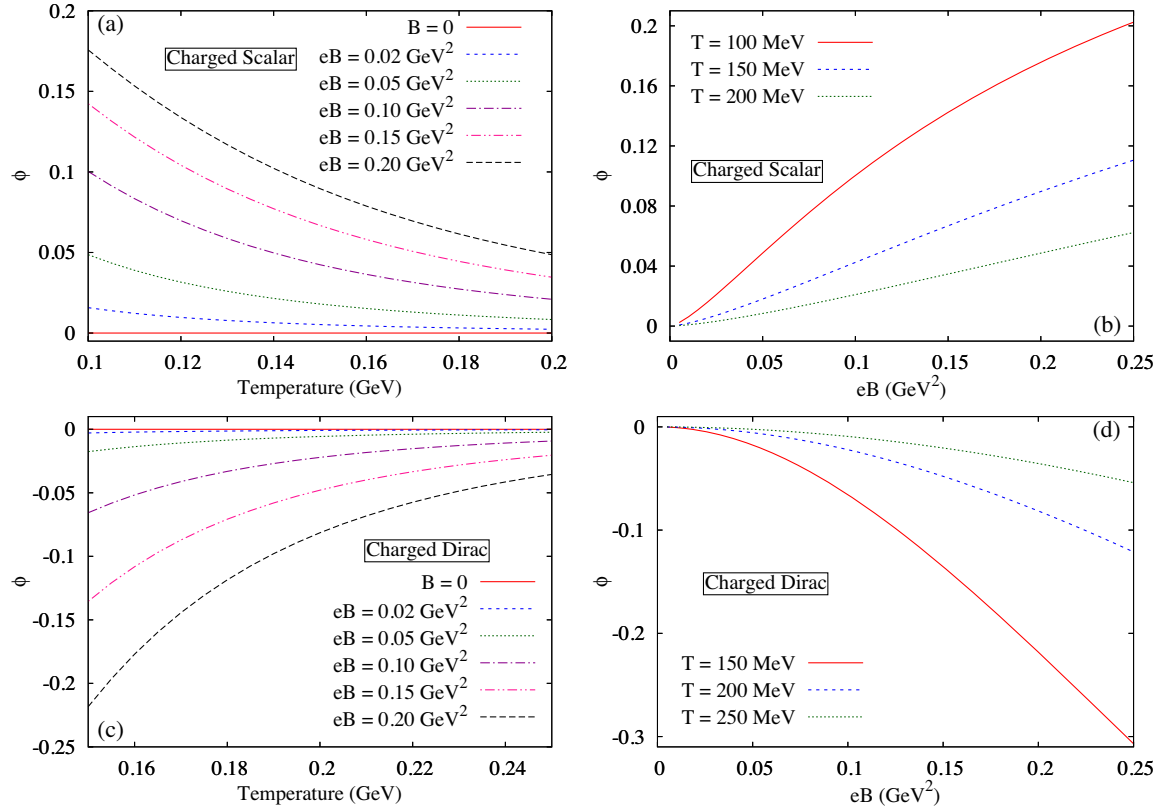 (a)
Charged Scalar
B = 0
eB = 0.02 GeV²
eB = 0.05 GeV²
eB = 0.10 GeV²
eB = 0.15 GeV²
eB = 0.20 GeV²
0.2
0.15
0.1
0.05
0
ϕ
0.1 0.12 0.14 0.16 0.18 0.2
Temperature (GeV)
T = 100 MeV
T = 150 MeV
T = 200 MeV
Charged Scalar
(b)
0.2
0.16
0.12
0.08
0.04
0
ϕ
0 0.05 0.1 0.15 0.2 0.25
eB (GeV²)
0
-0.05
-0.1
-0.15
-0.2
-0.25
ϕ
Charged Dirac
B = 0
eB = 0.02 GeV²
eB = 0.05 GeV²
eB = 0.10 GeV²
eB = 0.15 GeV²
eB = 0.20 GeV²
(c)
0.16 0.18 0.2 0.22 0.24
Temperature (GeV)
(d)
0
-0.1
-0.2
-0.3
ϕ
Charged Dirac
T = 150 MeV
T = 200 MeV
T = 250 MeV
0 0.05 0.1 0.15 0.2 0.25
eB (GeV²)